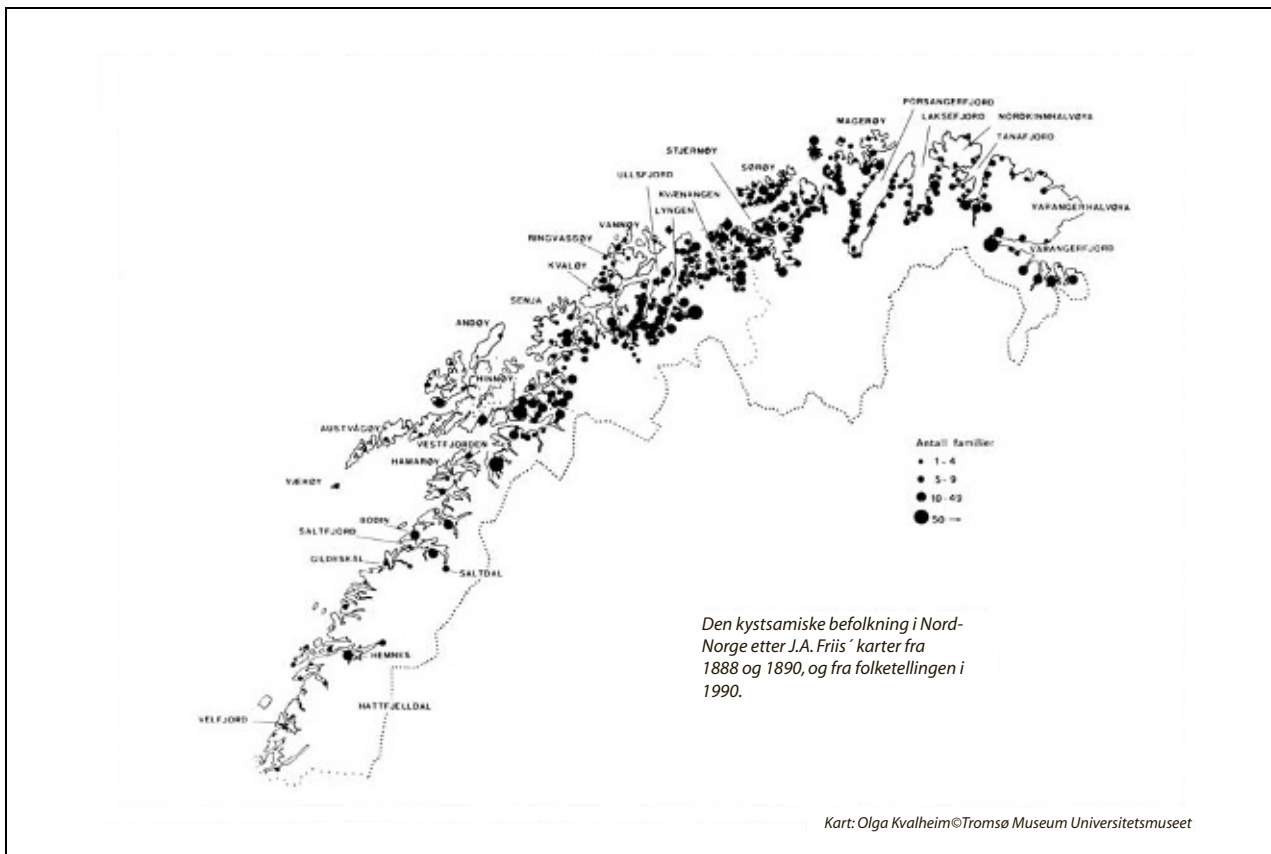 PORSANGERFJORD
LAKSEFJORD
NORDKINNHALVØYA
MAGERØY
TANAFJORD
STJERNØY
SØRØY
ULLSFJORD
KVÆNANGEN
LYNGEN
VARANGERHALVØYA
VANNØY
RINGVASSØY
VARANGERFJORD
KVALØY
SENJA
ANDØY
HINNØY
AUSTVÅGØY
VESTFJORDEN
HAMARØY
VÆRØY
BODIN
SALTFJORD
GILDESKÅL
SALTDAL
HEMNES
HATTFJELLDAL
VELFJORD
Antall familier
1 - 4
5 - 9
10 - 49
50 →
Den kystsamiske befolkning i Nord-
Norge etter J.A. Friis´ karter fra
1888 og 1890, og fra folketellingen i
1990.
Kart: Olga Kvalheim©Tromsø Museum Universitetsmuseet